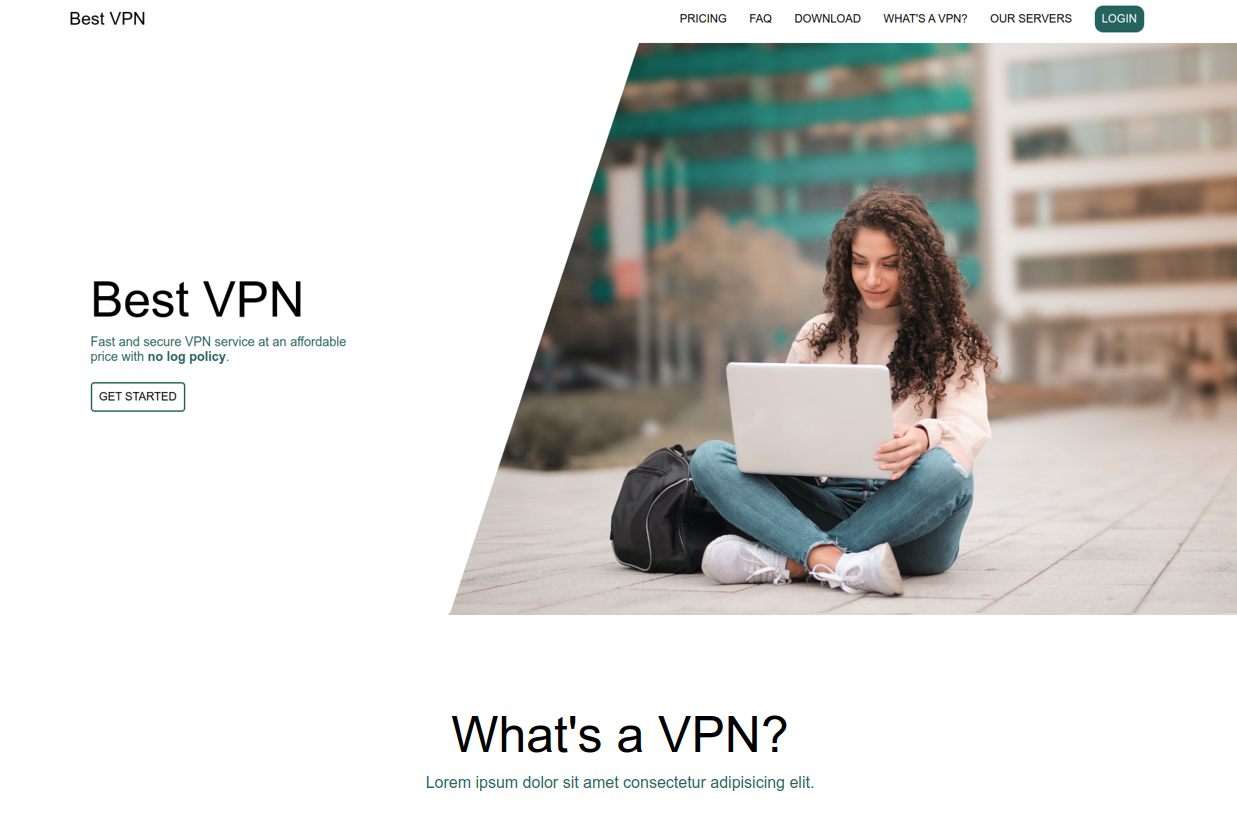 Best VPN PRICING FAQ DOWNLOAD WHAT'S A VPN? OUR SERVERS LOGIN
Best VPN
Fast and secure VPN service at an affordable
price with no log policy.
GET STARTED
What's a VPN?
Lorem ipsum dolor sit amet consectetur adipisicing elit.